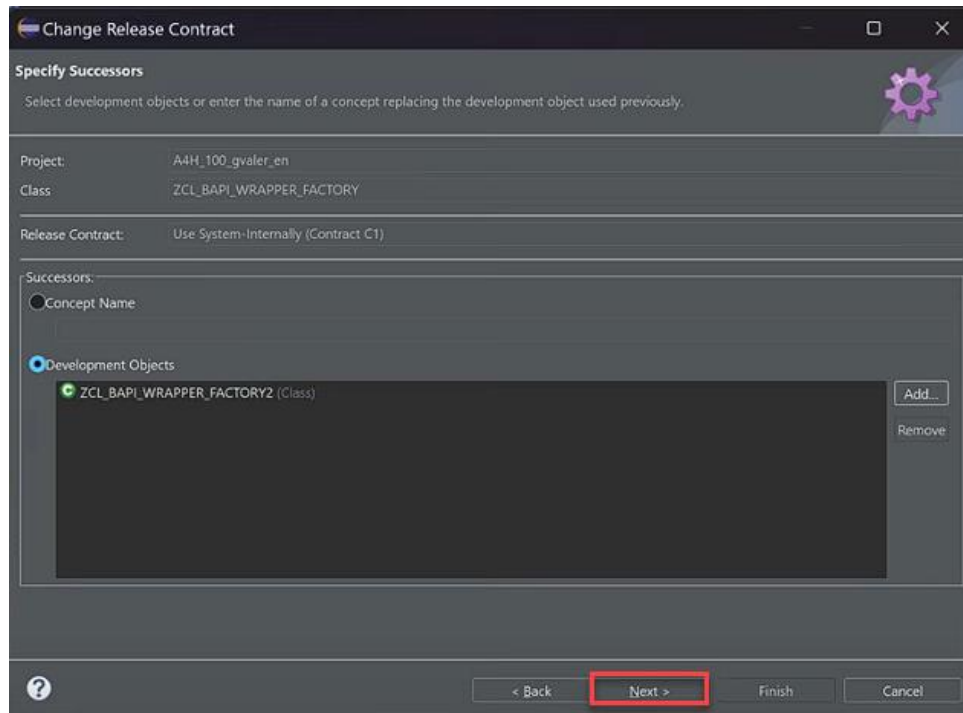 Change Release Contract
Specify Successors
Select development objects or enter the name of a concept replacing the development object used previously.
Project: A4H_100_gvaler_en
Class ZCL_BAPI_WRAPPER_FACTORY
Release Contract: Use System-Internally (Contract C1)
Successors:
Concept Name
Development Objects
C ZCL_BAPI_WRAPPER_FACTORY2 (Class)
Add...
Remove
? < Back Next > Finish Cancel